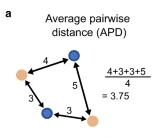 a
Average pairwise
distance (APD)
4
5
3
3
4+3+3+5
4
= 3.75